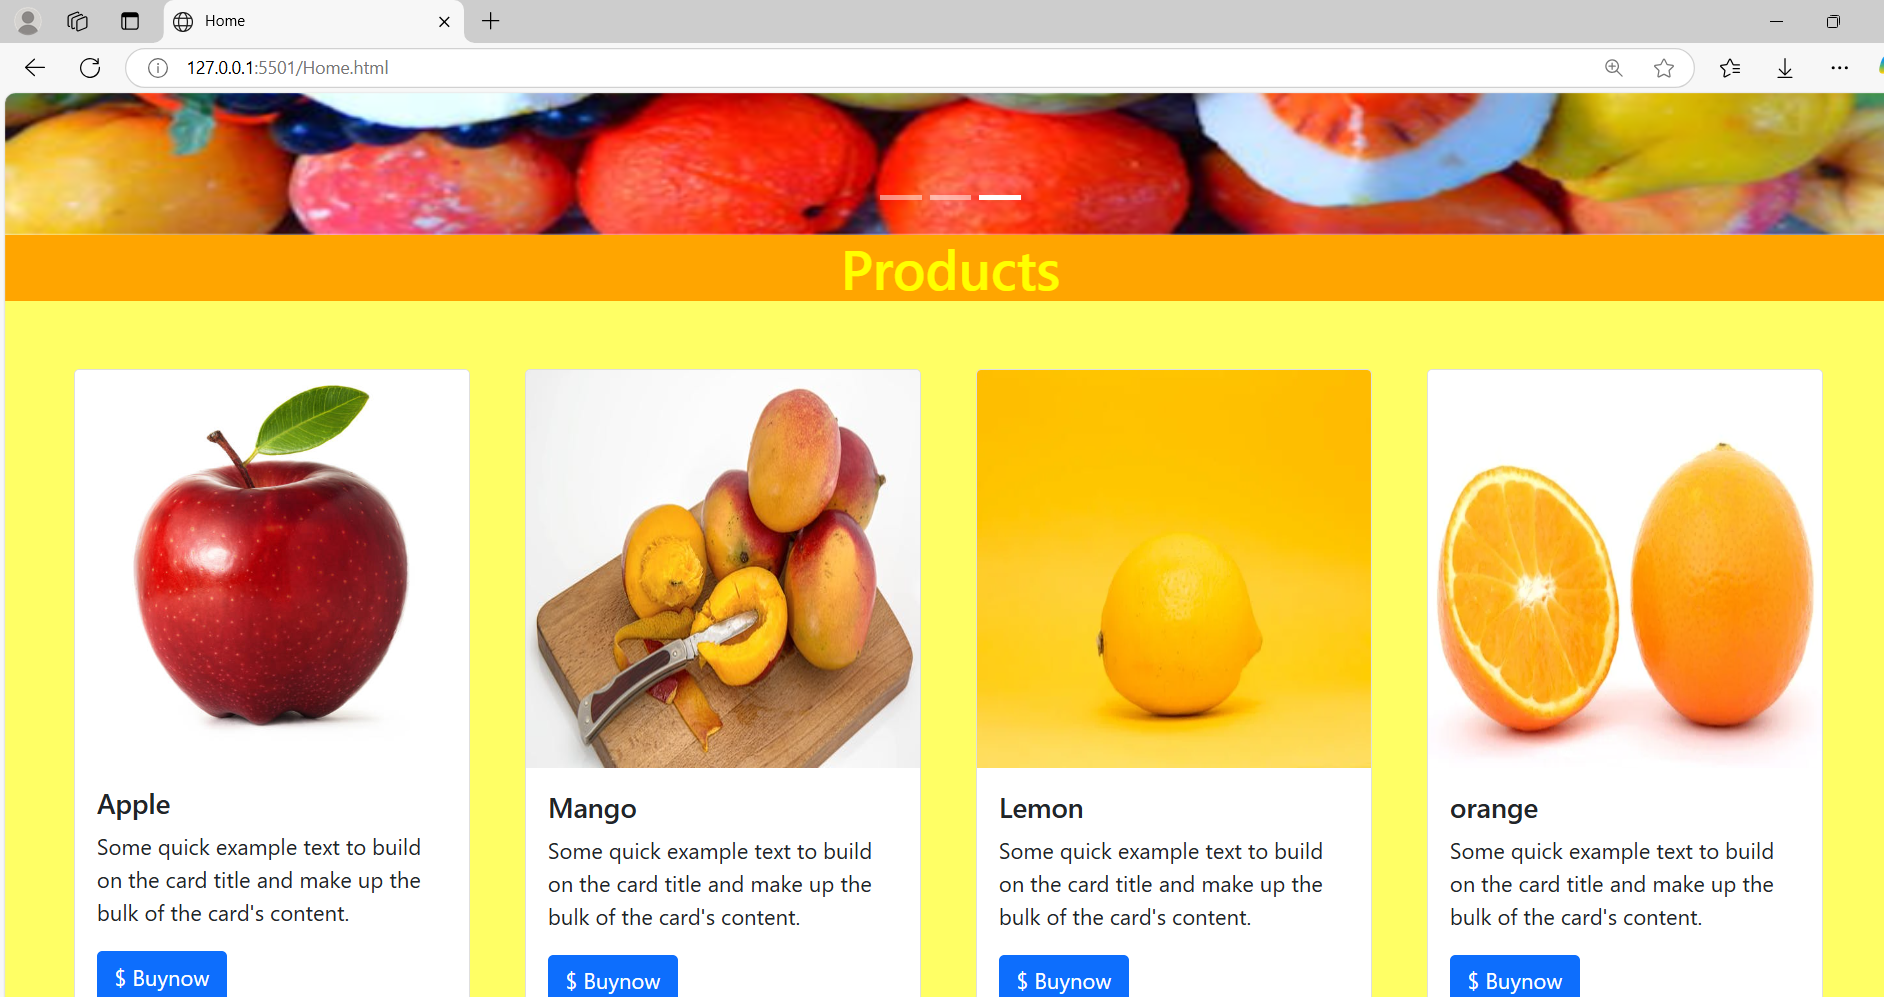 Home
127.0.0.1:5501/Home.html
Products
Apple
Some quick example text to build
on the card title and make up the
bulk of the card's content.
$ Buynow
Mango
Some quick example text to build
on the card title and make up the
bulk of the card's content.
$ Buynow
Lemon
Some quick example text to build
on the card title and make up the
bulk of the card's content.
$ Buynow
orange
Some quick example text to build
on the card title and make up the
bulk of the card's content.
$ Buynow